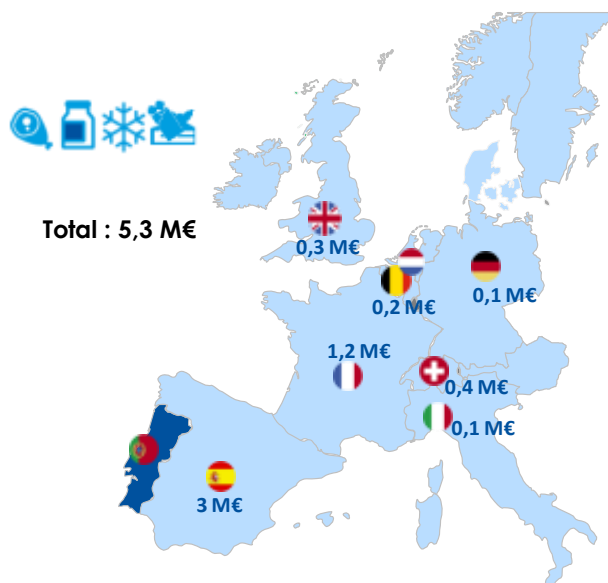 Total : 5,3 M€
0,3 M€
0,2 M€
0,1 M€
1,2 M€
0,4 M€
0,1 M€
3 M€